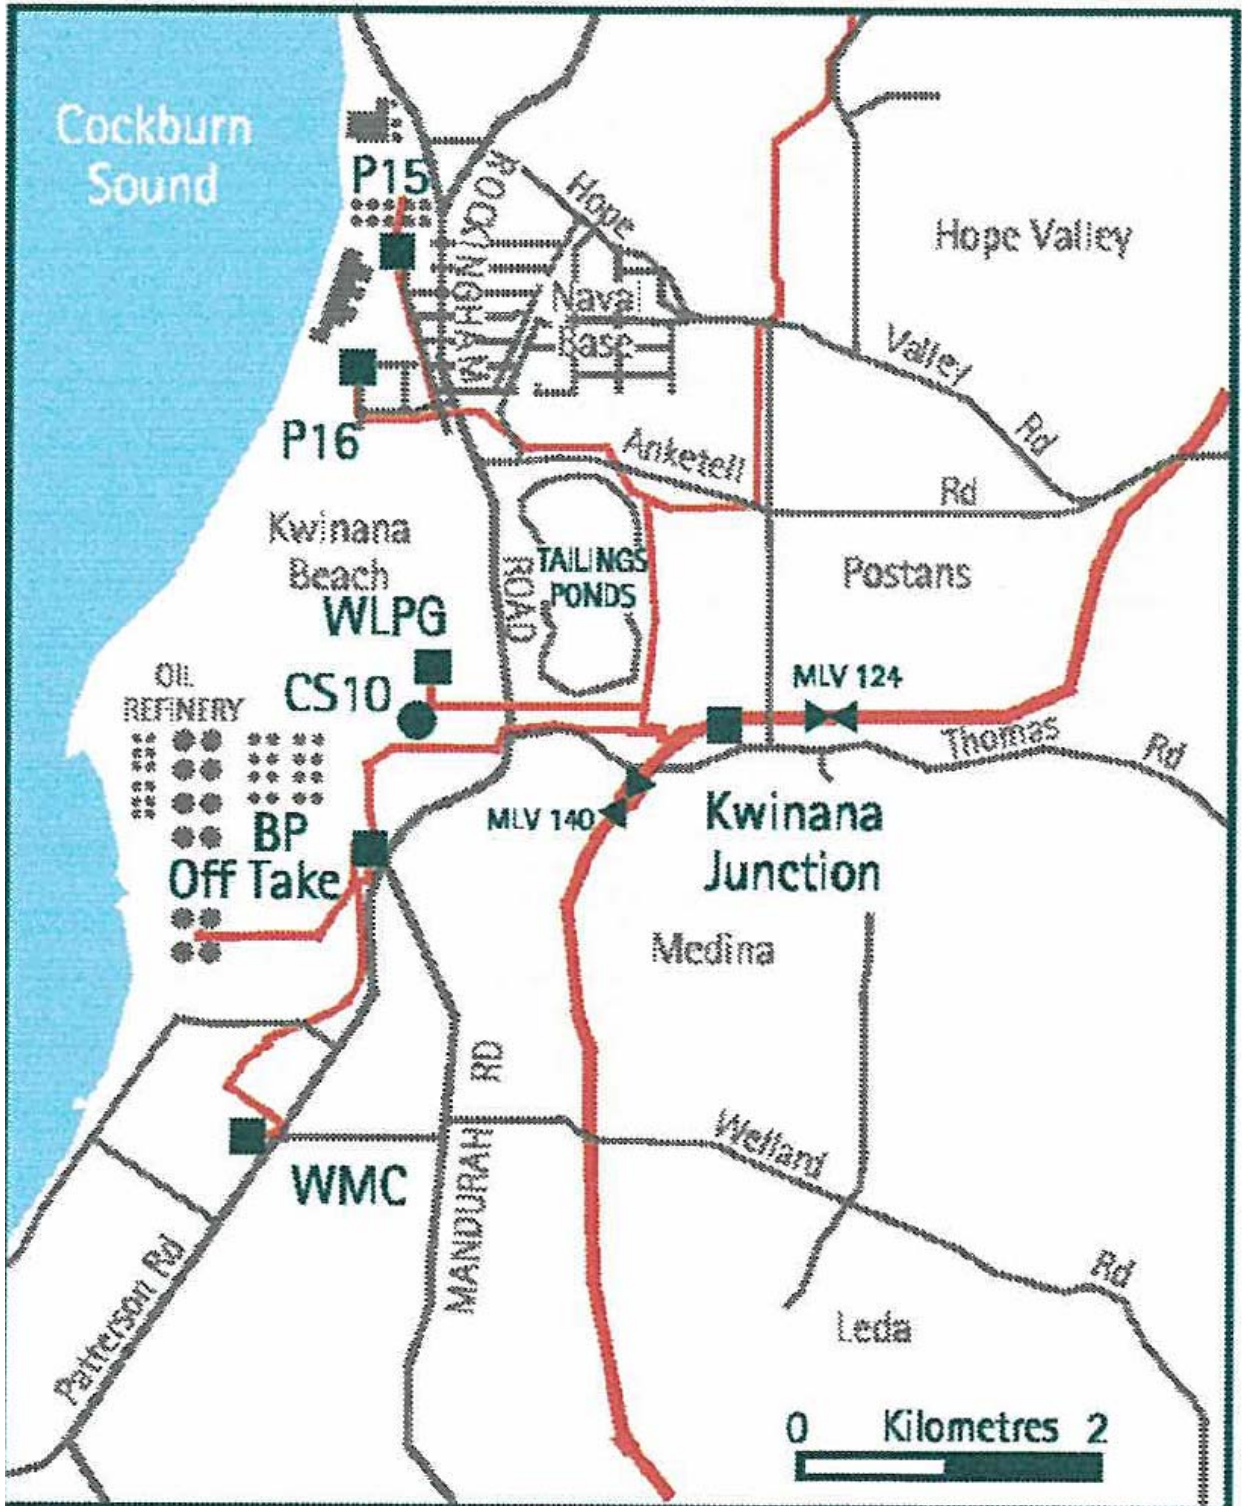 Cockburn
Sound
P15
ROCKINGHAM
Hope
Hope Valley
Naval
Base
Valley
Rd
P16
Anketell
Rd
Kwinana
Beach
ROAD
TAILINGS
PONDS
Postans
WLPG
OIL
REFINERY
CS10
MLV 124
Thomas
Rd
MLV 140
Kwinana
Junction
BP
Off Take
Medina
RD
Wellard
WMC
MANDURAH
Patterson Rd
Rd
Leda
0 Kilometres 2